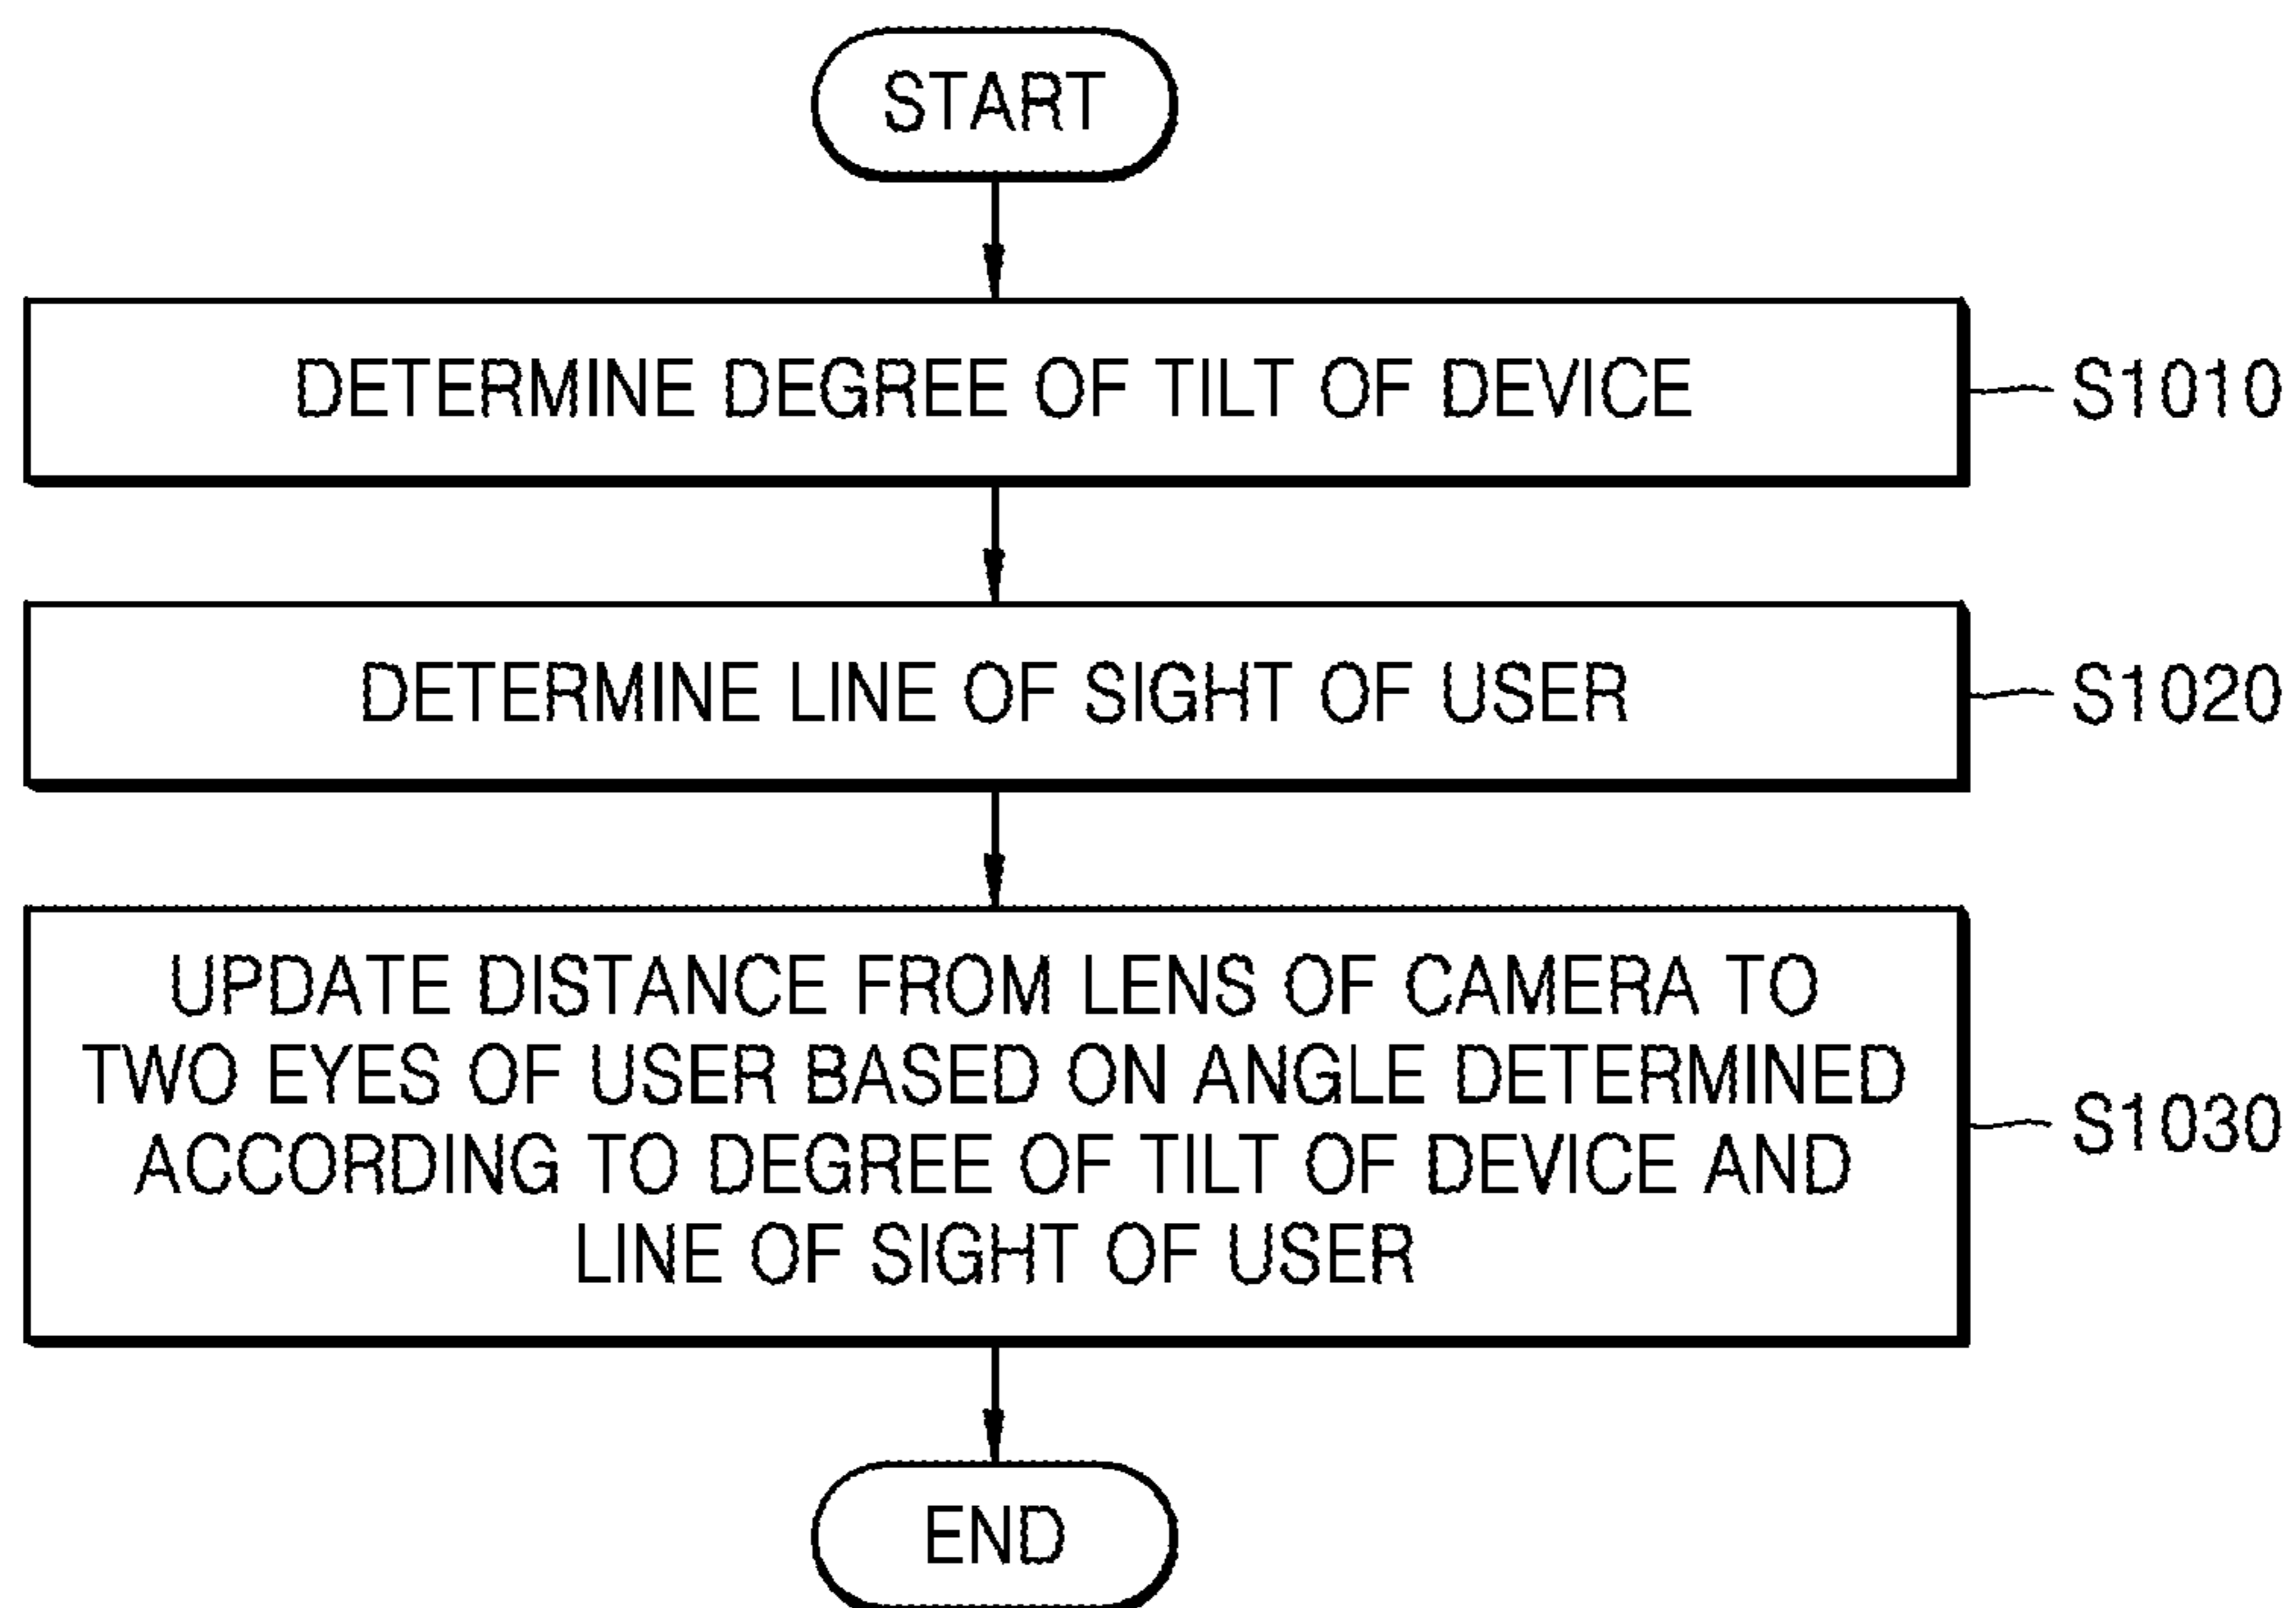 START
DETERMINE DEGREE OF TILT OF DEVICE
S1010
DETERMINE LINE OF SIGHT OF USER
S1020
UPDATE DISTANCE FROM LENS OF CAMERA TO
TWO EYES OF USER BASED ON ANGLE DETERMINED
ACCORDING TO DEGREE OF TILT OF DEVICE AND
LINE OF SIGHT OF USER
S1030
END